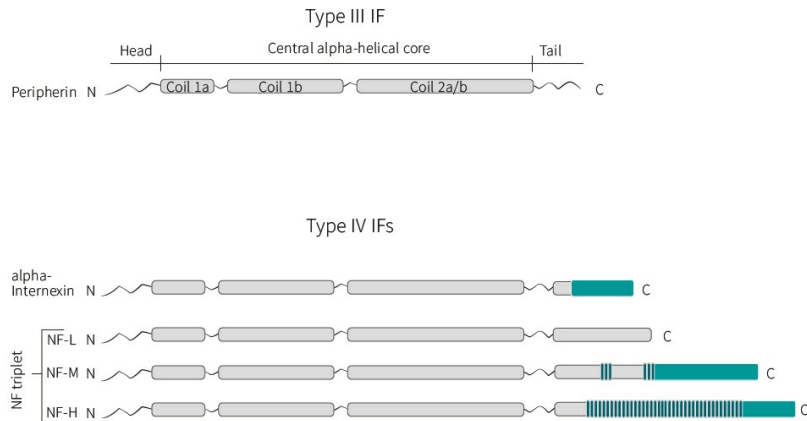 Type III IF
Head Central alpha-helical core Tail
Peripherin N Coil 1a Coil 1b Coil 2a/b C
Type IV IFs
alpha-
Internexin N C
NF triplet
NF-L N C
NF-M N C
NF-H N C